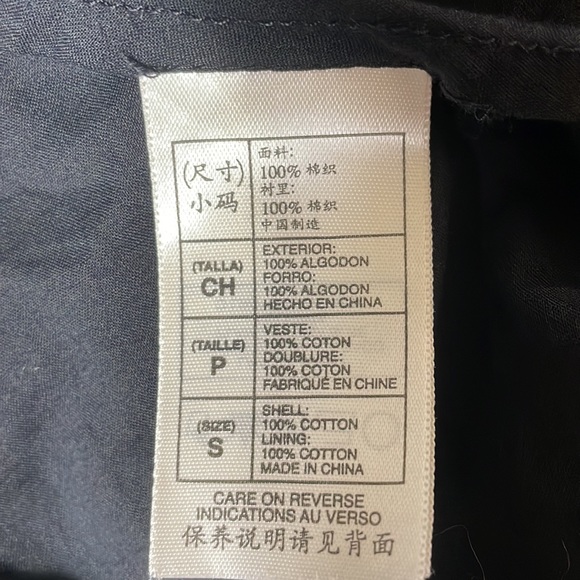 (尺寸)
小码
面料:
100% 棉织
衬里:
100% 棉织
中国制造
(TALLA)
CH
EXTERIOR:
100% ALGODON
FORRO:
100% ALGODON
HECHO EN CHINA
(TAILLE)
P
VESTE:
100% COTON
DOUBLURE:
100% COTON
FABRIQUÉ EN CHINE
(SIZE)
S
SHELL:
100% COTTON
LINING:
100% COTTON
MADE IN CHINA
CARE ON REVERSE
INDICATIONS AU VERSO
保养说明请见背面